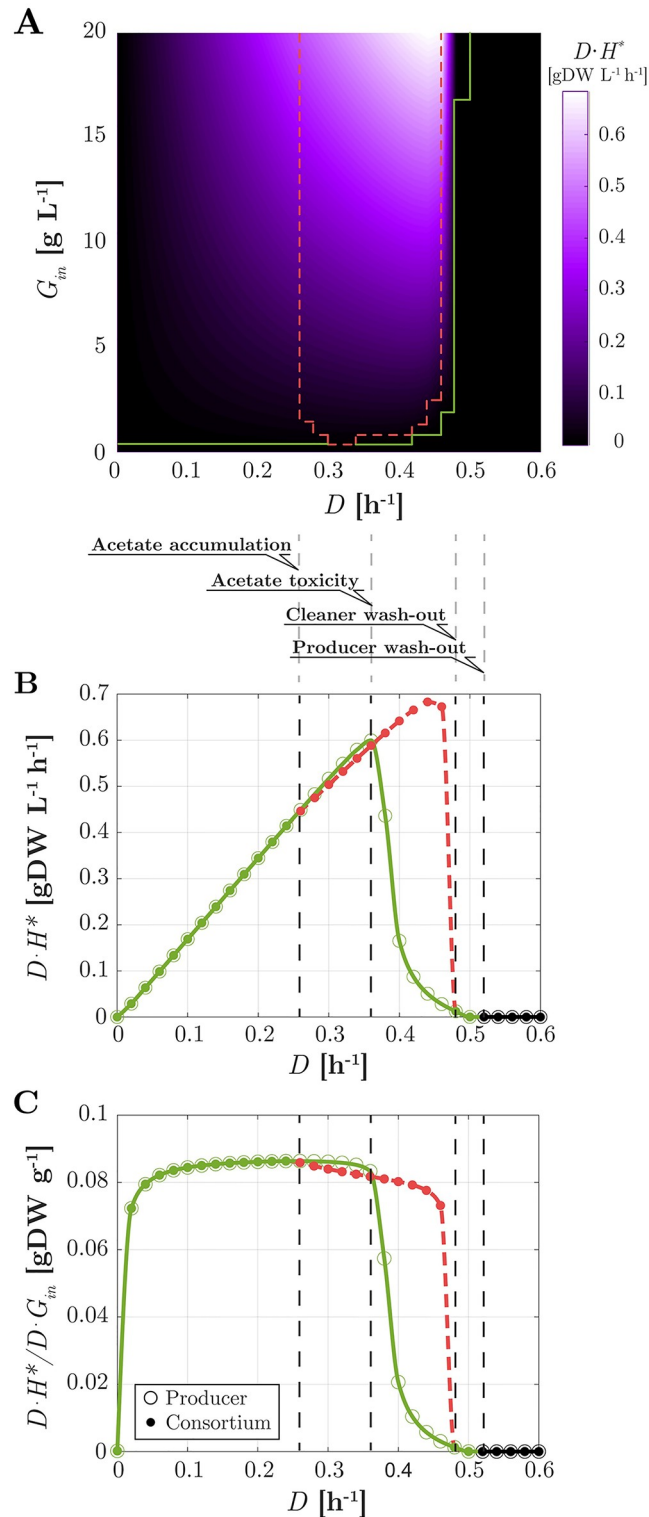 A
20
15
10
5
0
G_in [g L⁻¹]
0 0.1 0.2 0.3 0.4 0.5 0.6
D [h⁻¹]
D·H*
[gDW L⁻¹ h⁻¹]
0.6
0.5
0.4
0.3
0.2
0.1
0
Acetate accumulation
Acetate toxicity
Cleaner wash-out
Producer wash-out
B
0.7
0.6
0.5
0.4
0.3
0.2
0.1
0
D·H* [gDW L⁻¹ h⁻¹]
0 0.1 0.2 0.3 0.4 0.5 0.6
D [h⁻¹]
C
0.1
0.08
0.06
0.04
0.02
0
D·H*/D·G_in [gDW g⁻¹]
Producer
Consortium
0 0.1 0.2 0.3 0.4 0.5 0.6
D [h⁻¹]